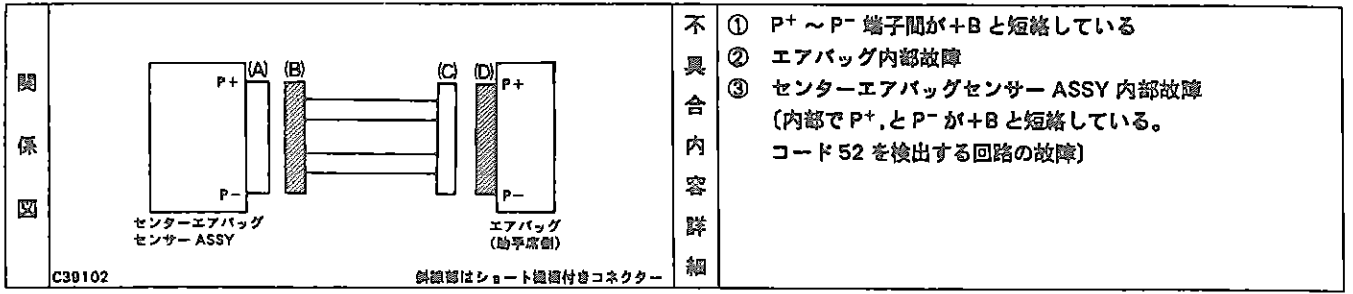 関係図
(A) (B) (C) (D)
P+ P+
P− P−
センターエアバッグ
センサー ASSY
エアバッグ
(助手席側)
C39102
斜線部はショート機構付きコネクター
不具合内容詳細
① P⁺ ～ P⁻ 端子間が+Bと短絡している
② エアバッグ内部故障
③ センターエアバッグセンサー ASSY 内部故障
〔内部でP⁺,とP⁻が+Bと短絡している。
コード52を検出する回路の故障〕